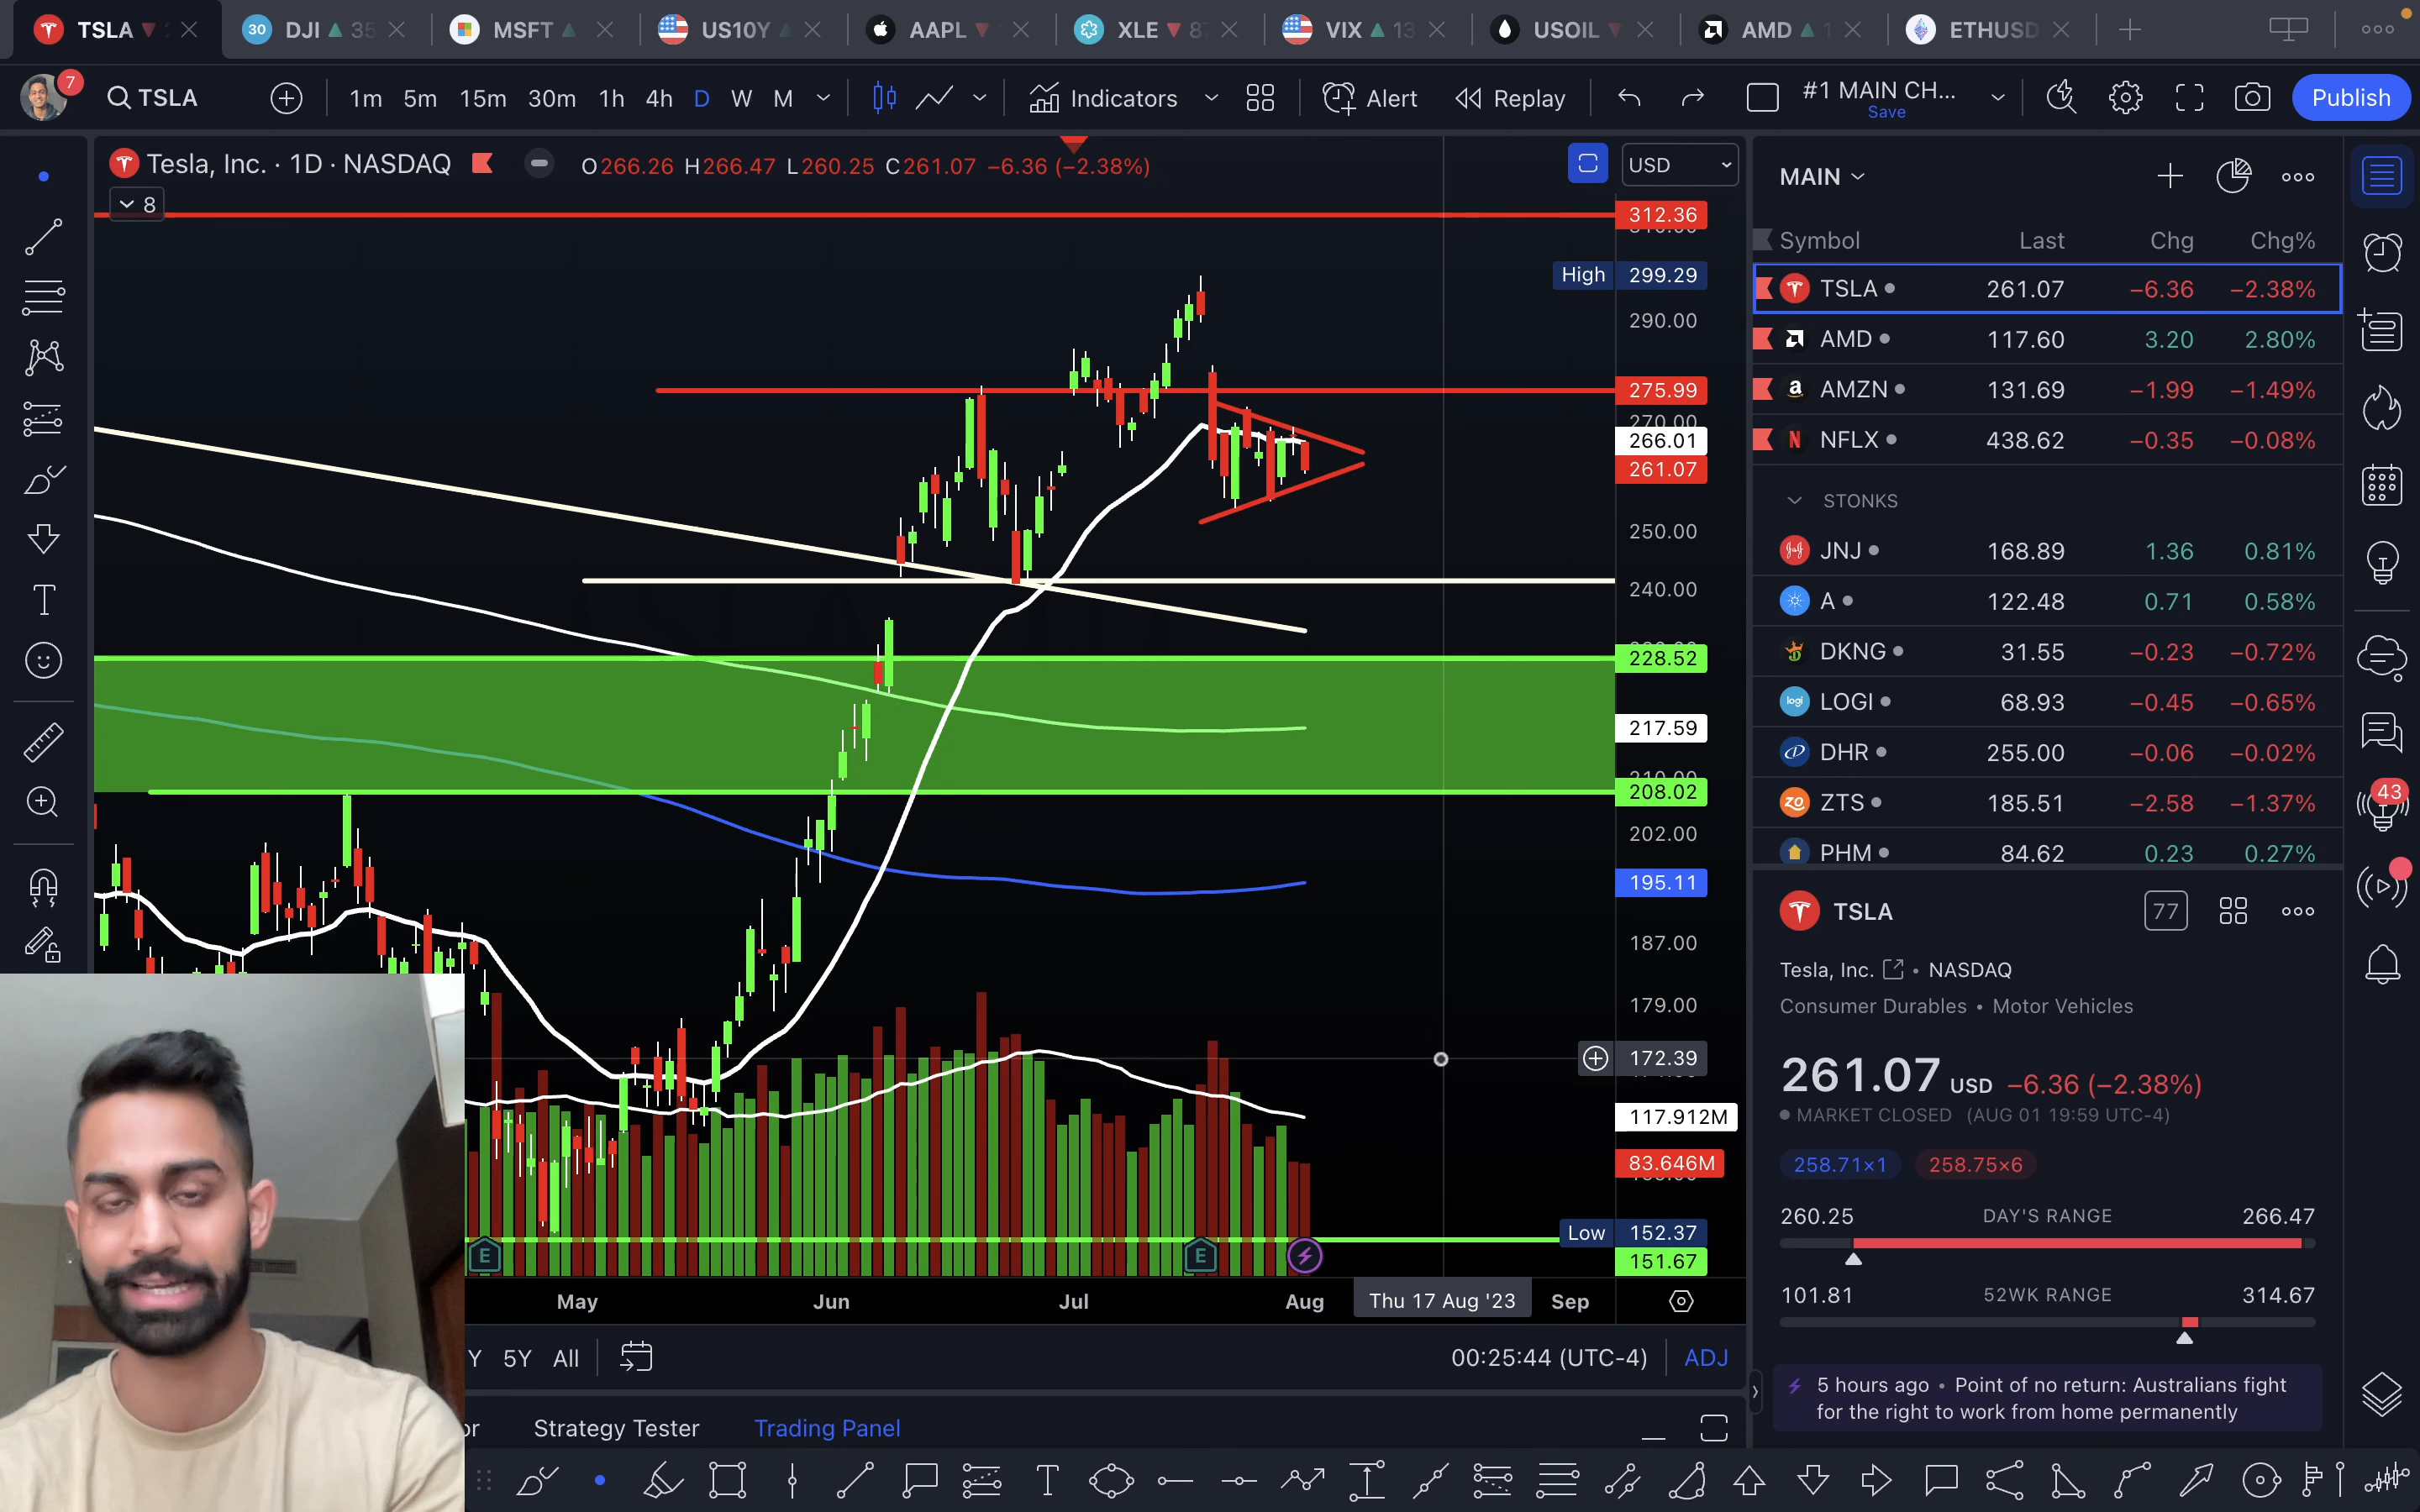 TSLA
30 DJI 35
MSFT
US10Y
AAPL
XLE 8
VIX 13
USOIL
AMD 1
ETHUSD
7
TSLA
1m 5m 15m 30m 1h 4h D W M
Indicators
Alert
Replay
#1 MAIN CH...
Save
Publish
Tesla, Inc. · 1D · NASDAQ
O266.26 H266.47 L260.25 C261.07 −6.36 (−2.38%)
USD
8
312.36
High 299.29
290.00
275.99
270.00
266.01
261.07
250.00
240.00
228.52
217.59
210.00
208.02
202.00
195.11
187.00
179.00
172.39
117.912M
83.646M
Low 152.37
151.67
E
E
May Jun Jul Aug Thu 17 Aug '23 Sep
Y 5Y All
00:25:44 (UTC-4) ADJ
or Strategy Tester Trading Panel
MAIN
Symbol Last Chg Chg%
TSLA 261.07 −6.36 −2.38%
AMD 117.60 3.20 2.80%
AMZN 131.69 −1.99 −1.49%
NFLX 438.62 −0.35 −0.08%
STONKS
JNJ 168.89 1.36 0.81%
A 122.48 0.71 0.58%
DKNG 31.55 −0.23 −0.72%
logi LOGI 68.93 −0.45 −0.65%
DHR 255.00 −0.06 −0.02%
ZO ZTS 185.51 −2.58 −1.37%
PHM 84.62 0.23 0.27%
TSLA
77
Tesla, Inc. • NASDAQ
Consumer Durables • Motor Vehicles
261.07 USD −6.36 (−2.38%)
MARKET CLOSED (AUG 01 19:59 UTC-4)
258.71×1 258.75×6
260.25 DAY'S RANGE 266.47
101.81 52WK RANGE 314.67
5 hours ago • Point of no return: Australians fight
for the right to work from home permanently
43